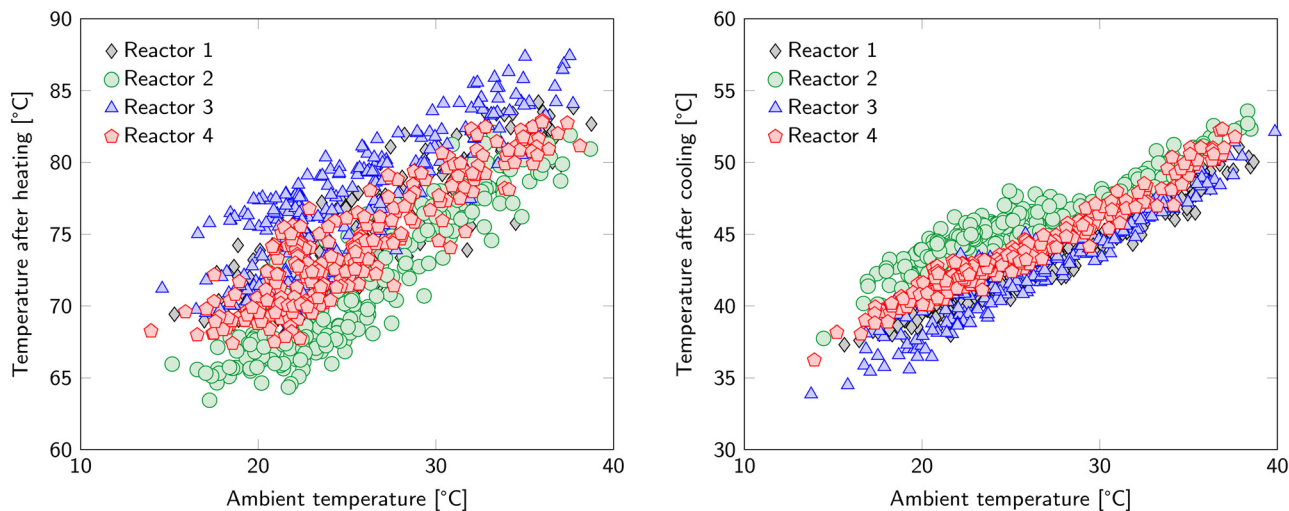 90
85
80
75
70
65
60
10
20
30
40
Temperature after heating [°C]
Ambient temperature [°C]
Reactor 1
Reactor 2
Reactor 3
Reactor 4
60
55
50
45
40
35
30
10
20
30
40
Temperature after cooling [°C]
Ambient temperature [°C]
Reactor 1
Reactor 2
Reactor 3
Reactor 4